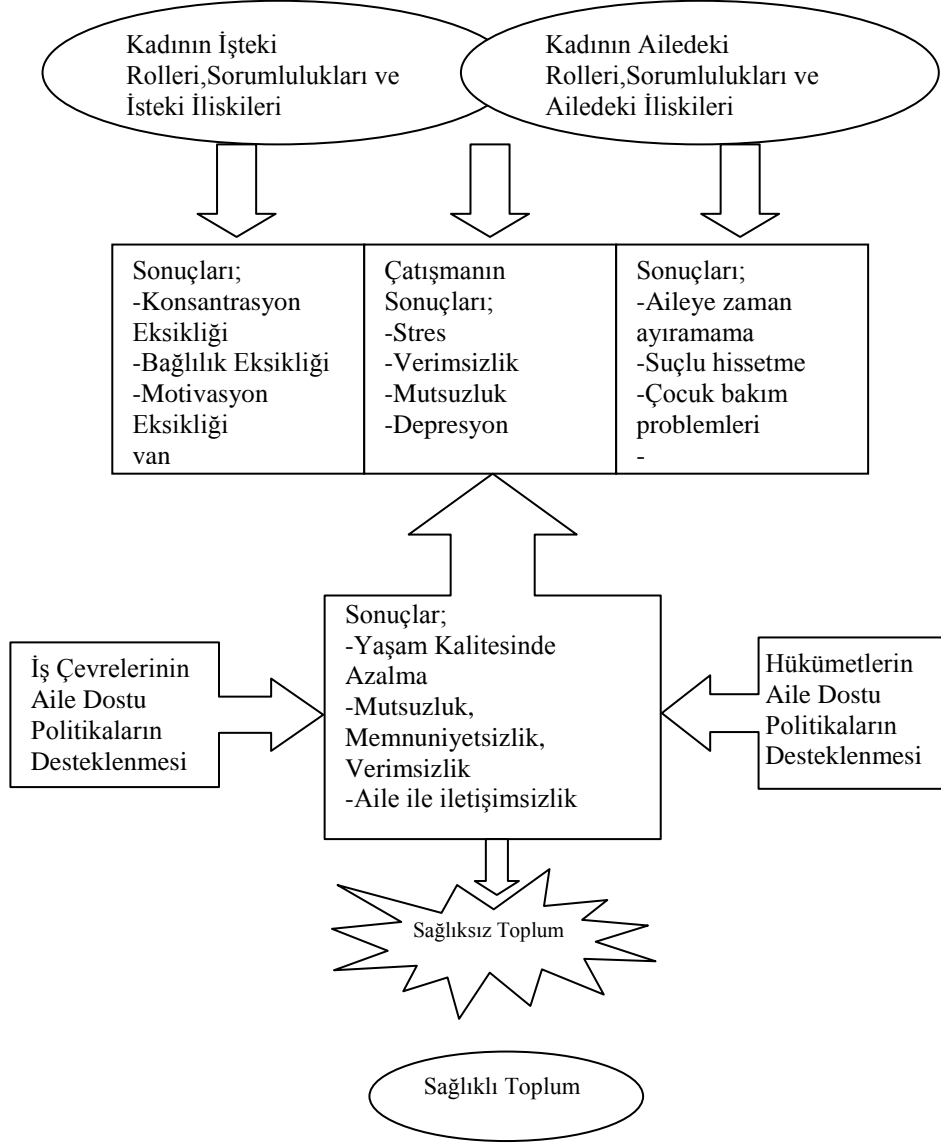 Kadının İşteki
Rolleri,Sorumlulukları ve
İsteki İliskileri
Kadının Ailedeki
Rolleri,Sorumlulukları ve
Ailedeki İliskileri
Sonuçları;
-Konsantrasyon
Eksikliği
-Bağlılık Eksikliği
-Motivasyon
Eksikliği
van
Çatışmanın
Sonuçları;
-Stres
-Verimsizlik
-Mutsuzluk
-Depresyon
Sonuçları;
-Aileye zaman
ayıramama
-Suçlu hissetme
-Çocuk bakım
problemleri
-
İş Çevrelerinin
Aile Dostu
Politikaların
Desteklenmesi
Sonuçlar;
-Yaşam Kalitesinde
Azalma
-Mutsuzluk,
Memnuniyetsizlik,
Verimsizlik
-Aile ile iletişimsizlik
Hükümetlerin
Aile Dostu
Politikaların
Desteklenmesi
Sağlıksız Toplum
Sağlıklı Toplum